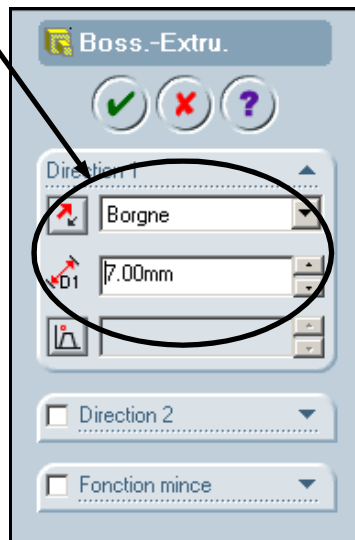 Boss.-Extru.
?
Direction 1
Borgne
D1
7.00mm
Direction 2
Fonction mince